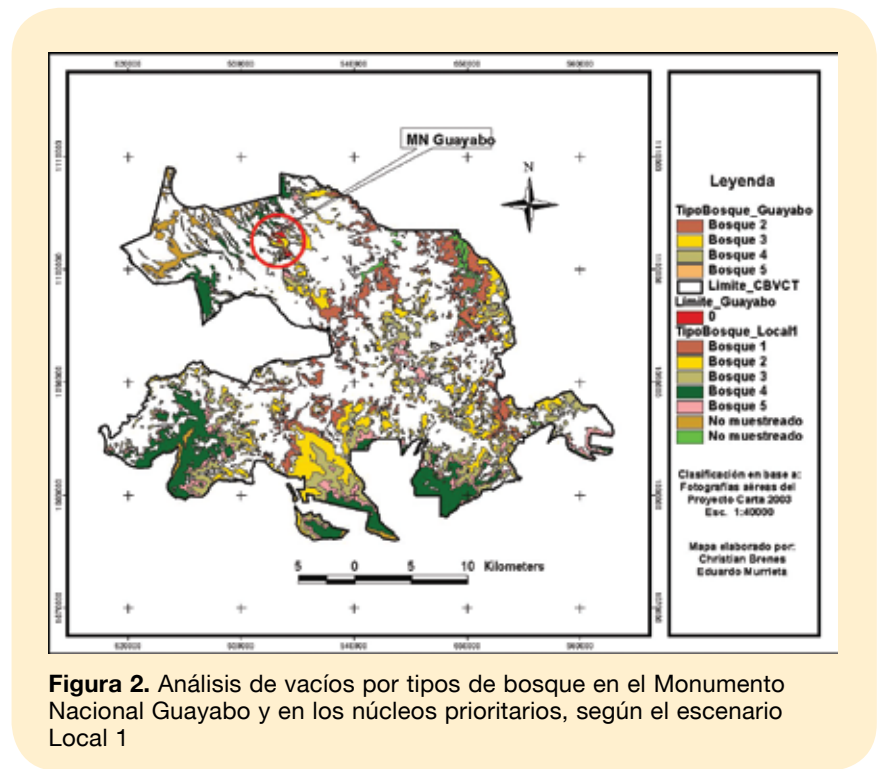 MN Guayabo
N
5 0 5 10 Kilometers
Leyenda
TipoBosque_Guayabo
Bosque 2
Bosque 3
Bosque 4
Bosque 5
Limite_CBVCT
Limite_Guayabo
0
TipoBosque_Local1
Bosque 1
Bosque 2
Bosque 3
Bosque 4
Bosque 5
No muestreado
No muestreado
Clasificación en base a:
Fotografías aéreas del
Proyecto Carta 2003
Esc. 1:40000
Mapa elaborado por:
Christian Brenes
Eduardo Murrieta
Figura 2. Análisis de vacíos por tipos de bosque en el Monumento
Nacional Guayabo y en los núcleos prioritarios, según el escenario
Local 1